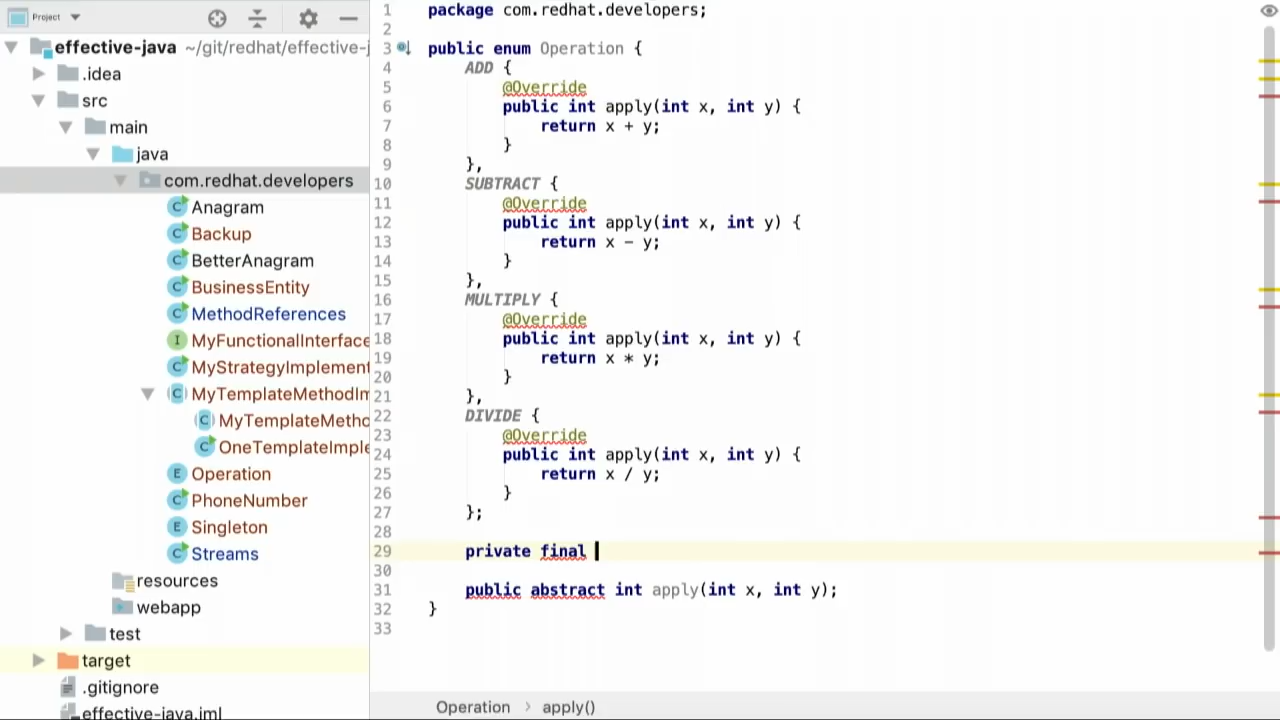 Project
effective-java ~/git/redhat/effective-j
.idea
src
main
java
com.redhat.developers
Anagram
Backup
BetterAnagram
BusinessEntity
MethodReferences
MyFunctionalInterface
MyStrategyImplement
MyTemplateMethodIm
MyTemplateMetho
OneTemplateImple
Operation
PhoneNumber
Singleton
Streams
resources
webapp
test
target
.gitignore
effective-java.iml
1 package com.redhat.developers;
2
3 public enum Operation {
4 ADD {
5 @Override
6 public int apply(int x, int y) {
7 return x + y;
8 }
9 },
10 SUBTRACT {
11 @Override
12 public int apply(int x, int y) {
13 return x - y;
14 }
15 },
16 MULTIPLY {
17 @Override
18 public int apply(int x, int y) {
19 return x * y;
20 }
21 },
22 DIVIDE {
23 @Override
24 public int apply(int x, int y) {
25 return x / y;
26 }
27 };
28
29 private final
30
31 public abstract int apply(int x, int y);
32 }
33
Operation › apply()